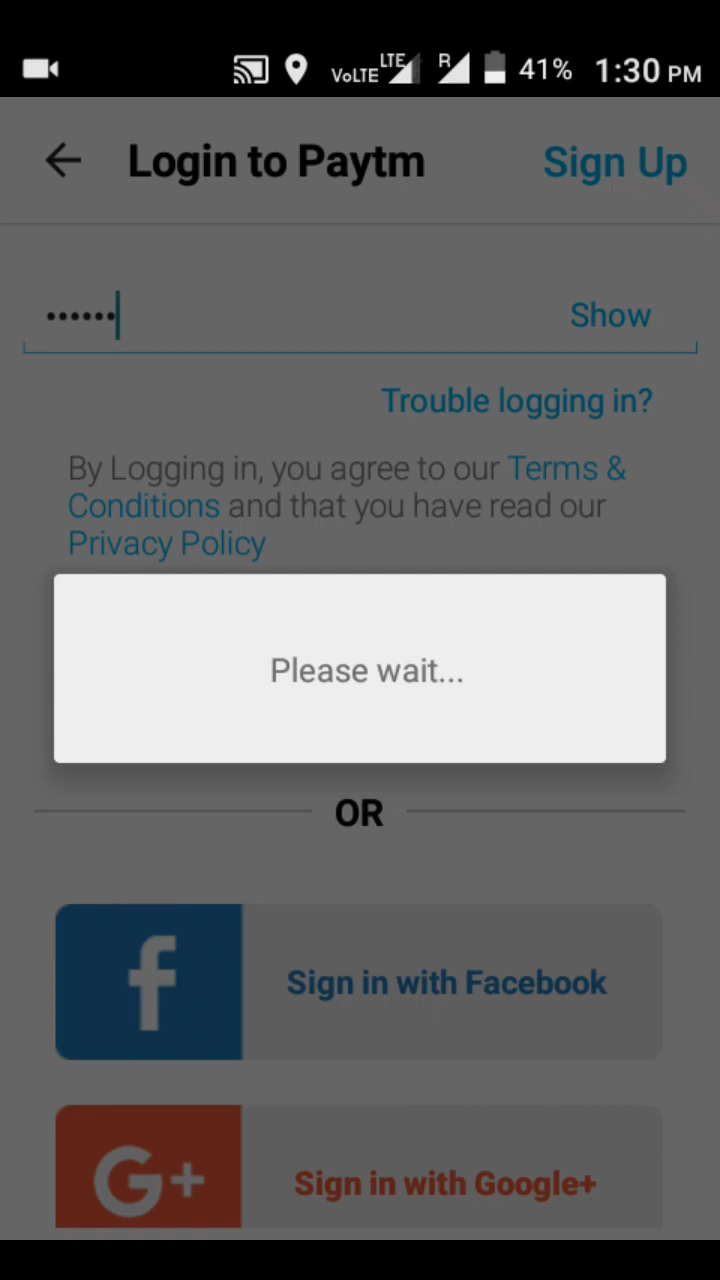 VoLTE LTE R 41% 1:30 PM
Login to Paytm Sign Up
••••••• Show
Trouble logging in?
By Logging in, you agree to our Terms &
Conditions and that you have read our
Privacy Policy
Please wait...
OR
f Sign in with Facebook
G+ Sign in with Google+